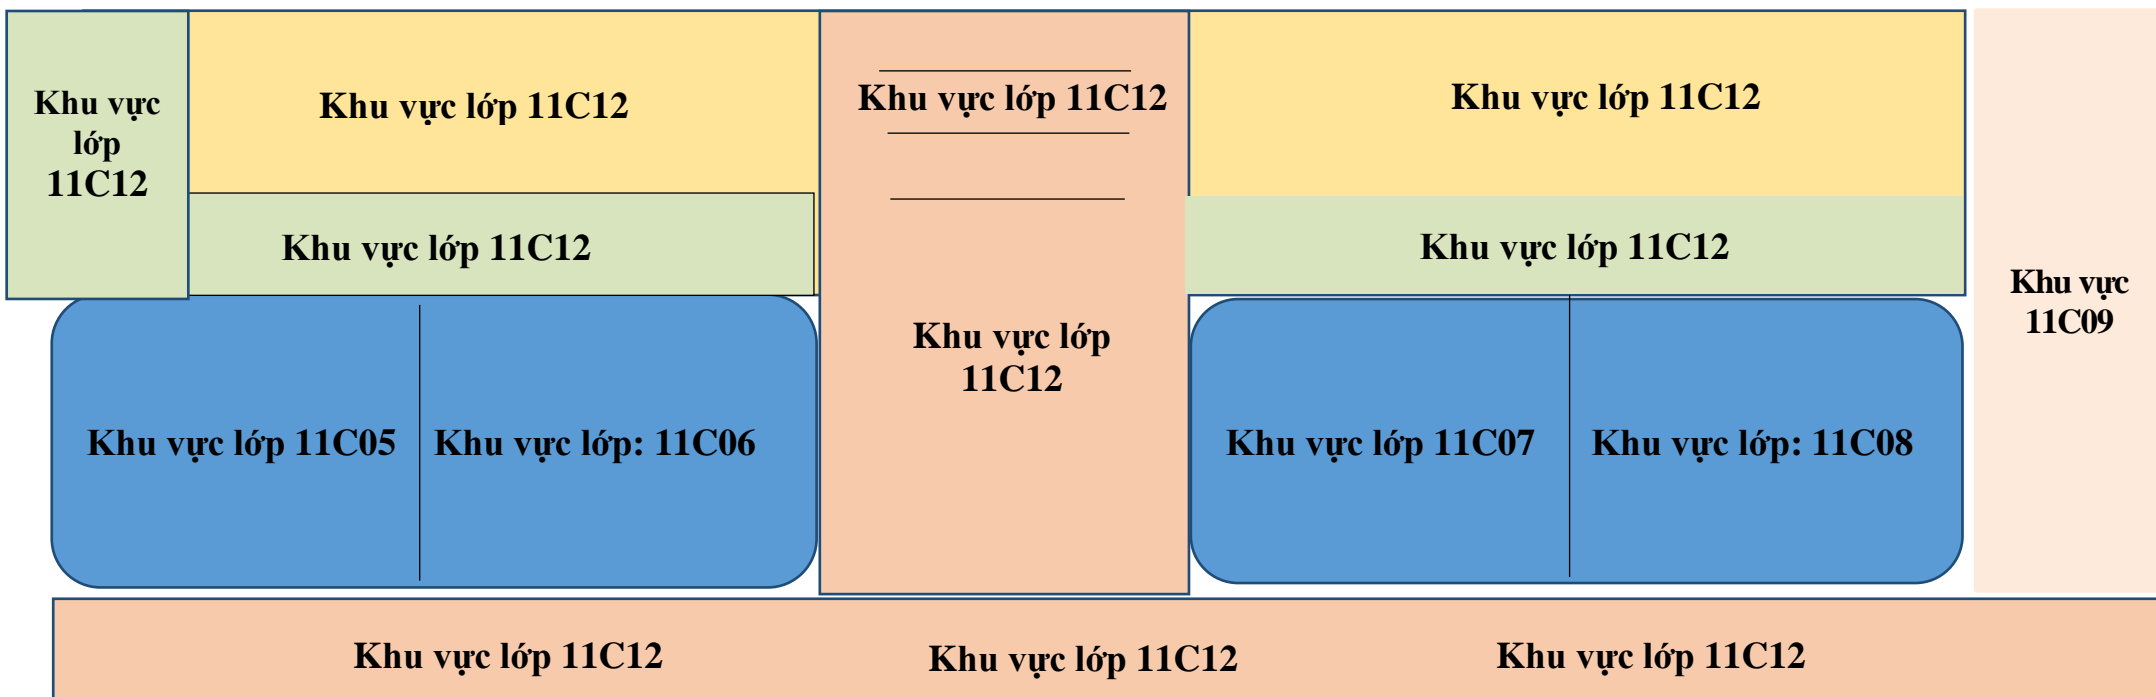 Khu vực
lớp
11C12
Khu vực lớp 11C12
Khu vực lớp 11C12
Khu vực lớp 11C12
Khu vực lớp 11C12
Khu vực lớp 11C12
Khu vực
11C09
Khu vực lớp
11C12
Khu vực lớp 11C05
Khu vực lớp: 11C06
Khu vực lớp 11C07
Khu vực lớp: 11C08
Khu vực lớp 11C12
Khu vực lớp 11C12
Khu vực lớp 11C12